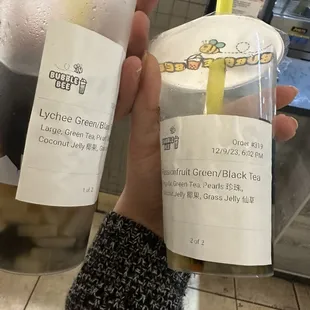 BUBBLE
BEE
Lychee Green/Bla
Large, Green Tea,
Coconut Jelly 椰果,
1 of 2
BUBBLE BEE
Order #319
12/9/23, 6:02 PM
Green/Black Tea
Green Tea, Pearls 珍珠,
Jelly 椰果, Grass Jelly 仙草
2 of 2